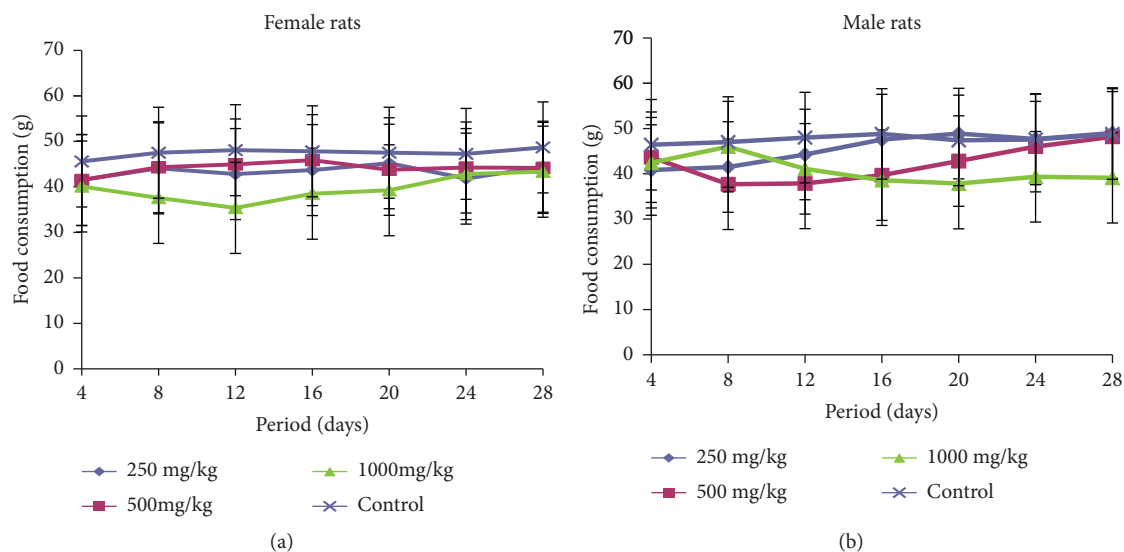 Female rats
70
60
50
40
30
20
10
0
Food consumption (g)
4 8 12 16 20 24 28
Period (days)
250 mg/kg 1000mg/kg
500mg/kg Control
(a)
Male rats
70
60
50
40
30
20
10
0
Food consumption (g)
4 8 12 16 20 24 28
Period (days)
250 mg/kg 1000 mg/kg
500 mg/kg Control
(b)